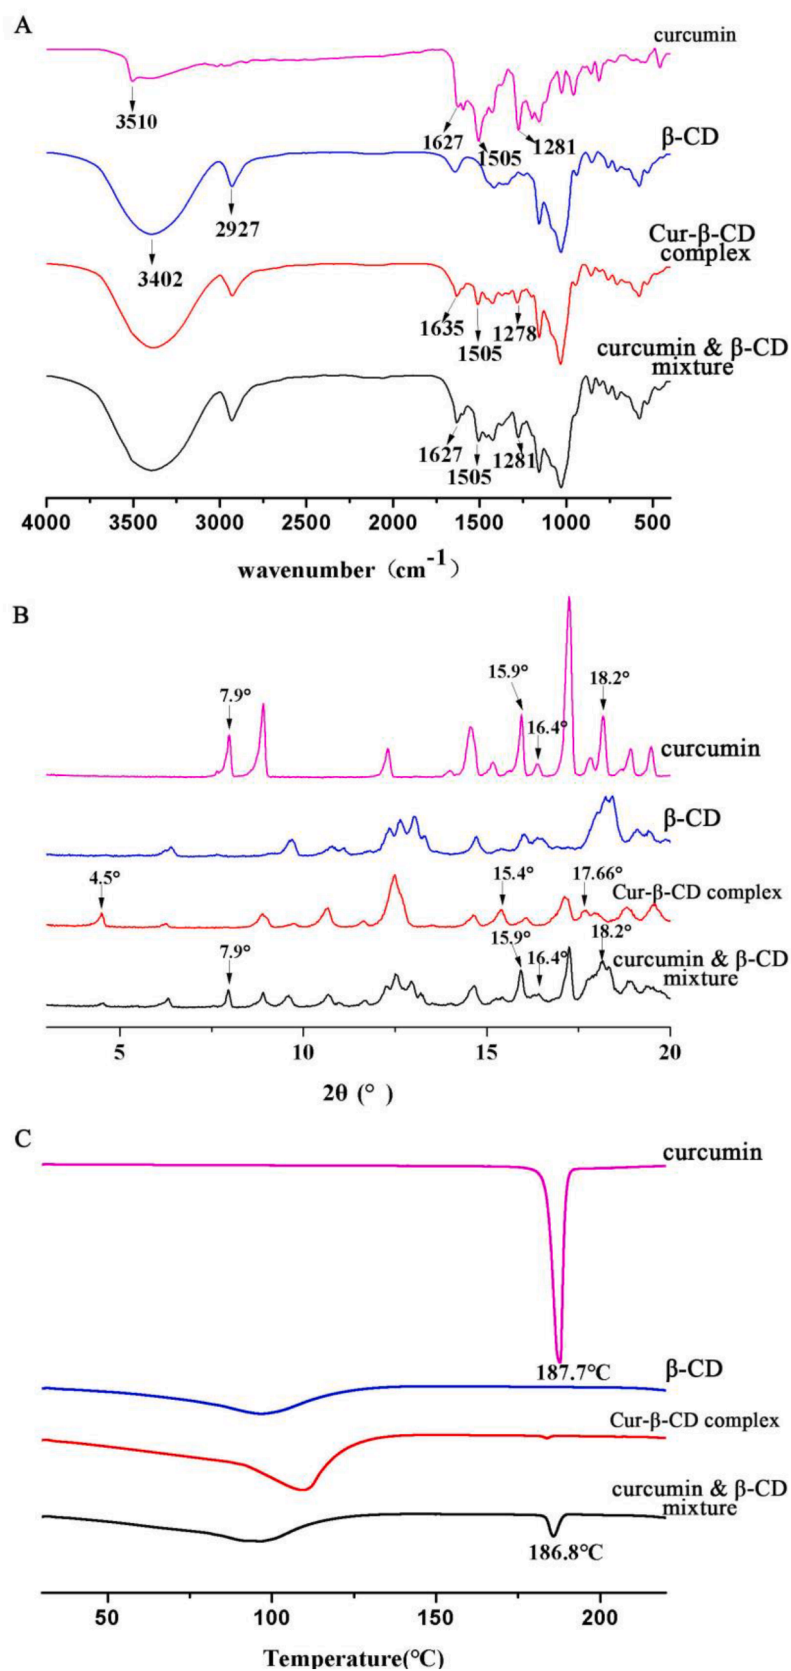 A
curcumin
3510
1627
1505
1281
β-CD
2927
3402
Cur-β-CD
complex
1635
1505
1278
curcumin & β-CD
mixture
1627
1505
1281
4000 3500 3000 2500 2000 1500 1000 500
wavenumber (cm-1)
B
7.9°
15.9°
16.4°
18.2°
curcumin
β-CD
4.5°
15.4°
17.66°
Cur-β-CD complex
7.9°
15.9°
16.4°
18.2°
curcumin & β-CD
mixture
5 10 15 20
2θ (° )
C
curcumin
187.7°C
β-CD
Cur-β-CD complex
curcumin & β-CD
mixture
186.8°C
50 100 150 200
Temperature(°C)